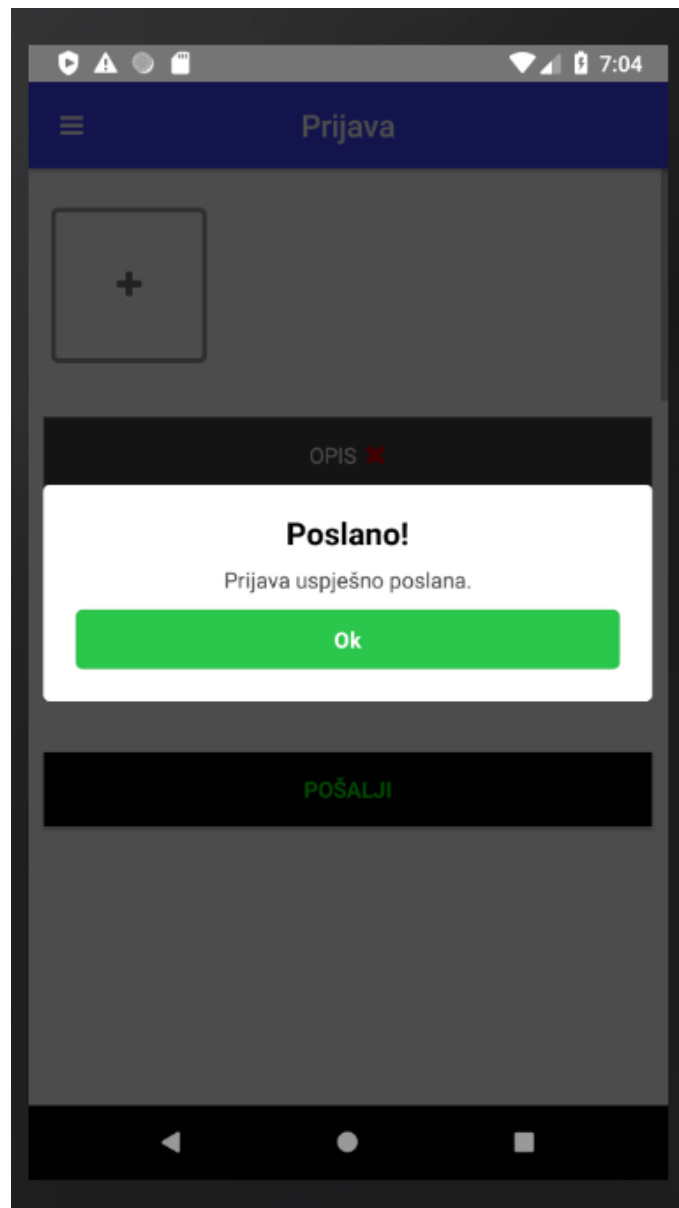 7:04
Prijava
OPIS
Poslano!
Prijava uspješno poslana.
Ok
POŠALJI